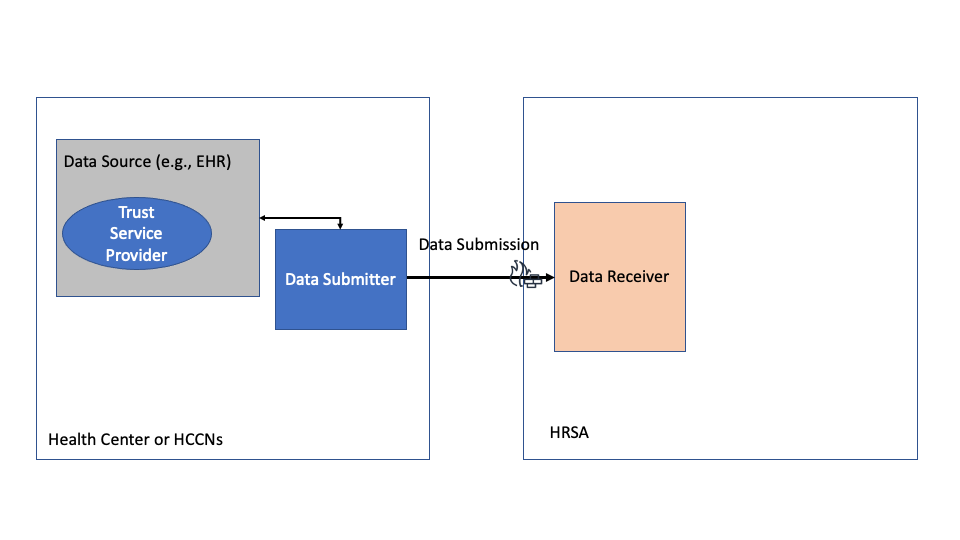 Data Source (e.g., EHR)
Trust
Service
Provider
Data Submitter
Data Submission
Data Receiver
Health Center or HCCNs
HRSA